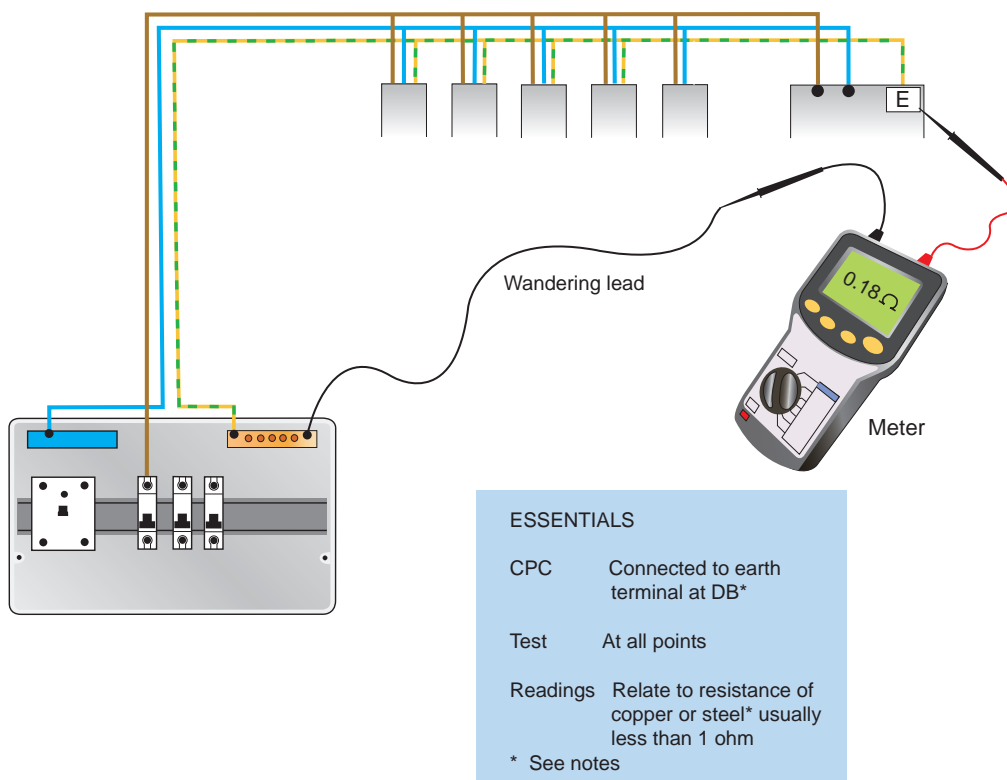 E
Wandering lead
0.18Ω
Meter
ESSENTIALS
CPC Connected to earth
terminal at DB*
Test At all points
Readings Relate to resistance of
copper or steel* usually
less than 1 ohm
* See notes